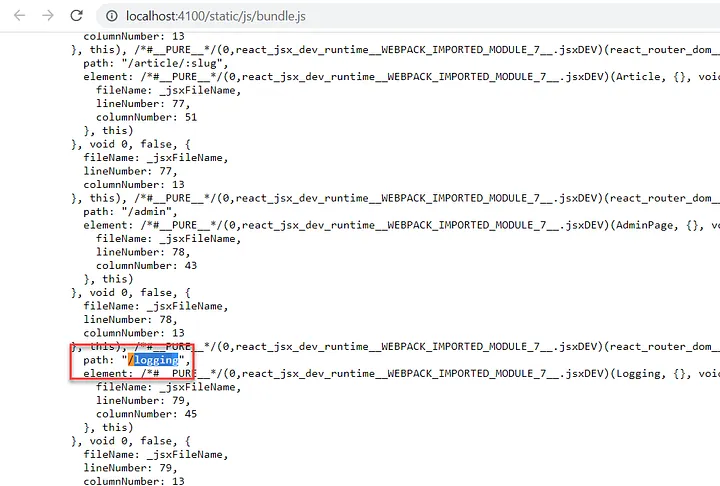 localhost:4100/static/js/bundle.js
columnNumber: 13
}, this), /*#__PURE__*/(0,react_jsx_dev_runtime__WEBPACK_IMPORTED_MODULE_7__.jsxDEV)(react_router_dom__
path: "/article/:slug",
element: /*#__PURE__*/(0,react_jsx_dev_runtime__WEBPACK_IMPORTED_MODULE_7__.jsxDEV)(Article, {}, void
fileName: _jsxFileName,
lineNumber: 77,
columnNumber: 51
}, this)
}, void 0, false, {
fileName: _jsxFileName,
lineNumber: 77,
columnNumber: 13
}, this), /*#__PURE__*/(0,react_jsx_dev_runtime__WEBPACK_IMPORTED_MODULE_7__.jsxDEV)(react_router_dom__
path: "/admin",
element: /*#__PURE__*/(0,react_jsx_dev_runtime__WEBPACK_IMPORTED_MODULE_7__.jsxDEV)(AdminPage, {}, vo
fileName: _jsxFileName,
lineNumber: 78,
columnNumber: 43
}, this)
}, void 0, false, {
fileName: _jsxFileName,
lineNumber: 78,
columnNumber: 13
}, this), /*#__PURE__*/(0,react_jsx_dev_runtime__WEBPACK_IMPORTED_MODULE_7__.jsxDEV)(react_router_dom__
path: "/logging",
element: /*#__PURE__*/(0,react_jsx_dev_runtime__WEBPACK_IMPORTED_MODULE_7__.jsxDEV)(Logging, {}, void
fileName: _jsxFileName,
lineNumber: 79,
columnNumber: 45
}, this)
}, void 0, false, {
fileName: _jsxFileName,
lineNumber: 79,
columnNumber: 13